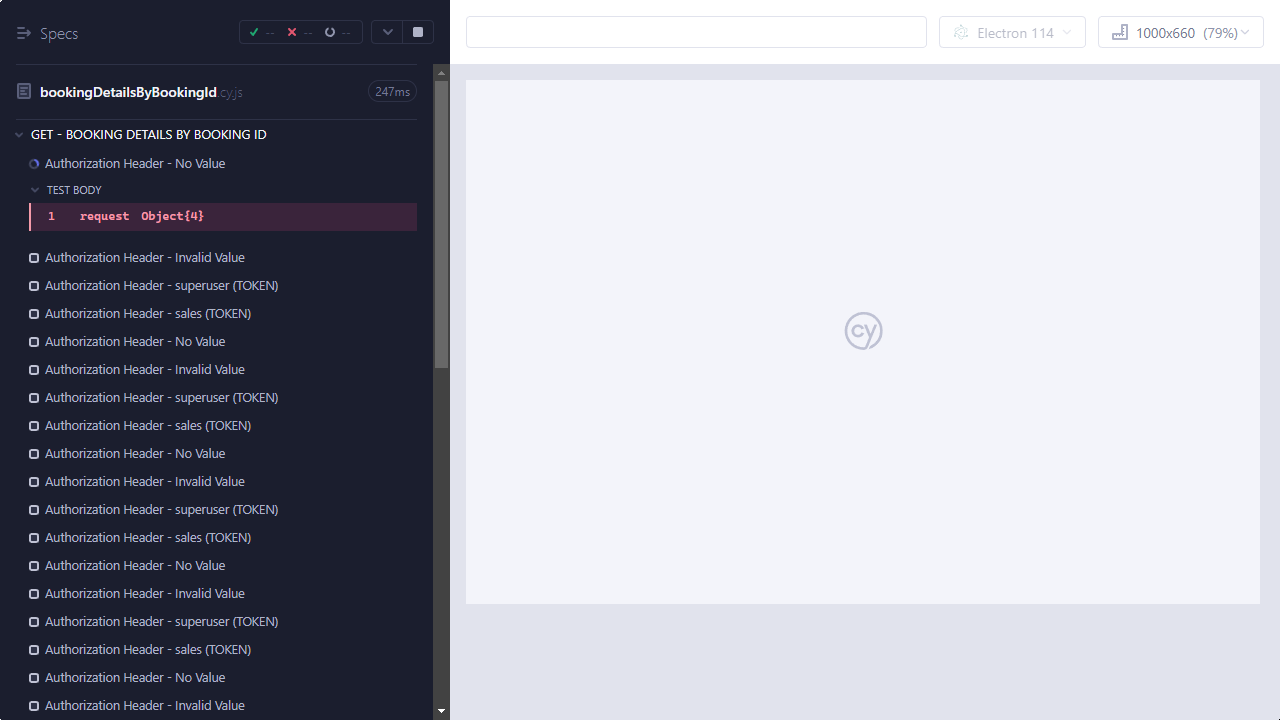 Specs
-- -- --
Electron 114
1000x660 (79%)
bookingDetailsByBookingId.cy.js
247ms
GET - BOOKING DETAILS BY BOOKING ID
Authorization Header - No Value
TEST BODY
1 request Object{4}
Authorization Header - Invalid Value
Authorization Header - superuser (TOKEN)
Authorization Header - sales (TOKEN)
Authorization Header - No Value
Authorization Header - Invalid Value
Authorization Header - superuser (TOKEN)
Authorization Header - sales (TOKEN)
Authorization Header - No Value
Authorization Header - Invalid Value
Authorization Header - superuser (TOKEN)
Authorization Header - sales (TOKEN)
Authorization Header - No Value
Authorization Header - Invalid Value
Authorization Header - superuser (TOKEN)
Authorization Header - sales (TOKEN)
Authorization Header - No Value
Authorization Header - Invalid Value
cy